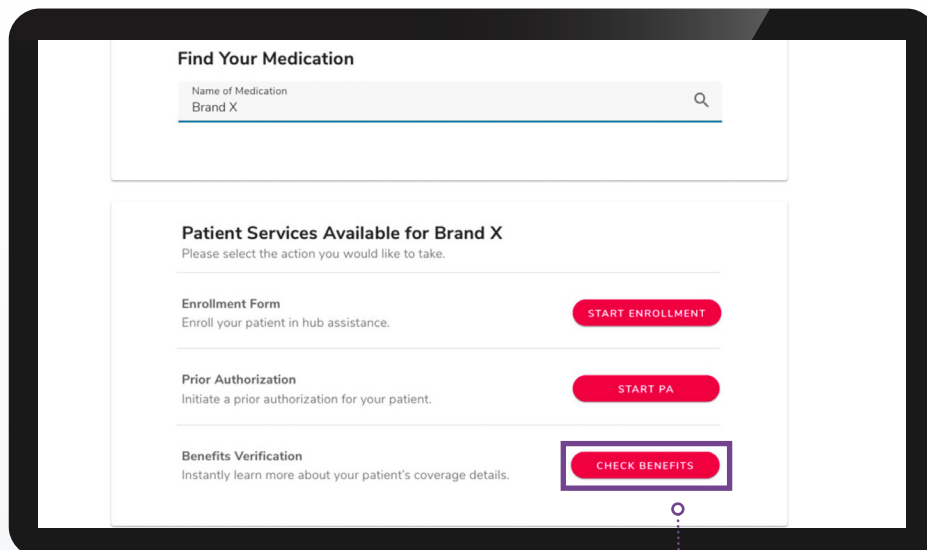 Find Your Medication
Name of Medication
Brand X
Patient Services Available for Brand X
Please select the action you would like to take.
Enrollment Form
Enroll your patient in hub assistance.
START ENROLLMENT
Prior Authorization
Initiate a prior authorization for your patient.
START PA
Benefits Verification
Instantly learn more about your patient's coverage details.
CHECK BENEFITS